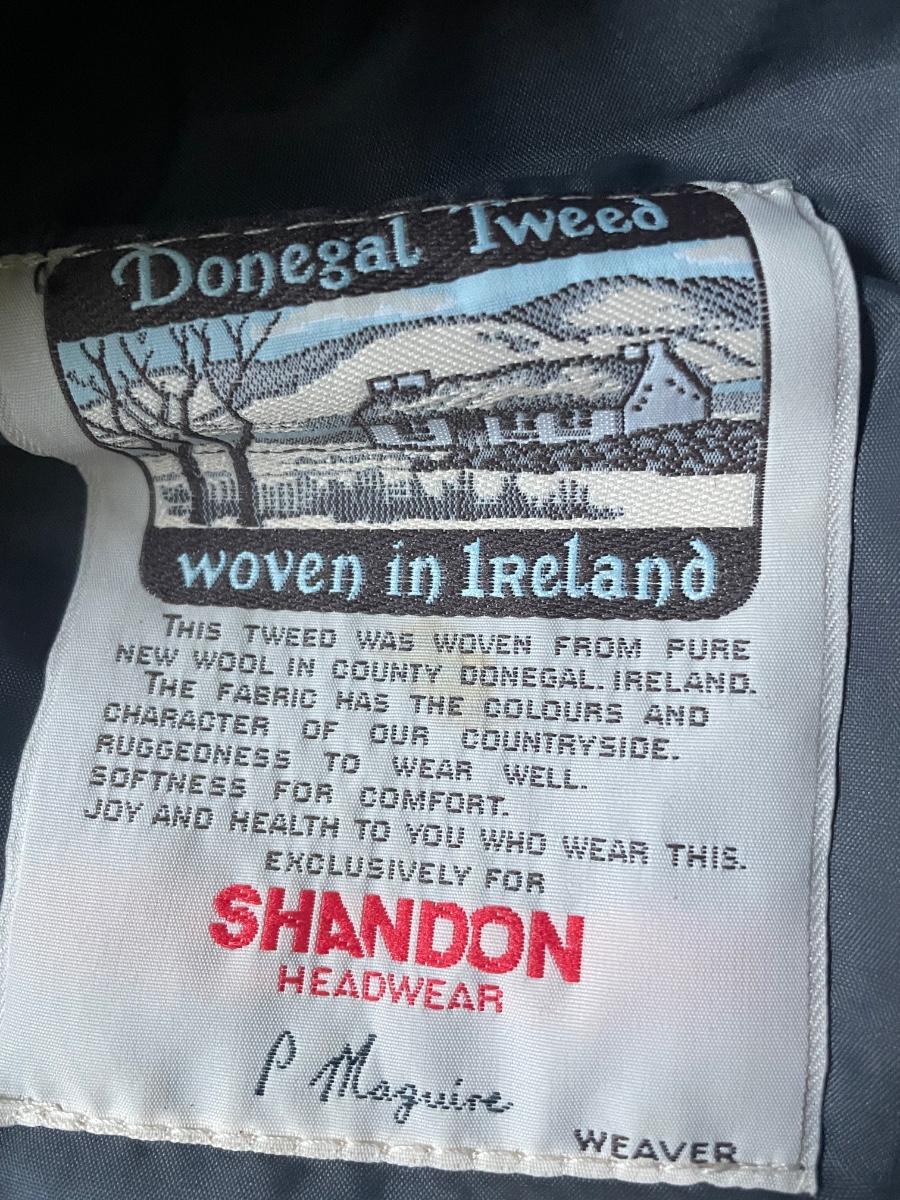 Donegal Tweed
woven in Ireland
THIS TWEED WAS WOVEN FROM PURE
NEW WOOL IN COUNTY DONEGAL. IRELAND.
THE FABRIC HAS THE COLOURS AND
CHARACTER OF OUR COUNTRYSIDE.
RUGGEDNESS TO WEAR WELL.
SOFTNESS FOR COMFORT.
JOY AND HEALTH TO YOU WHO WEAR THIS.
EXCLUSIVELY FOR
SHANDON
HEADWEAR
P Maguire
WEAVER